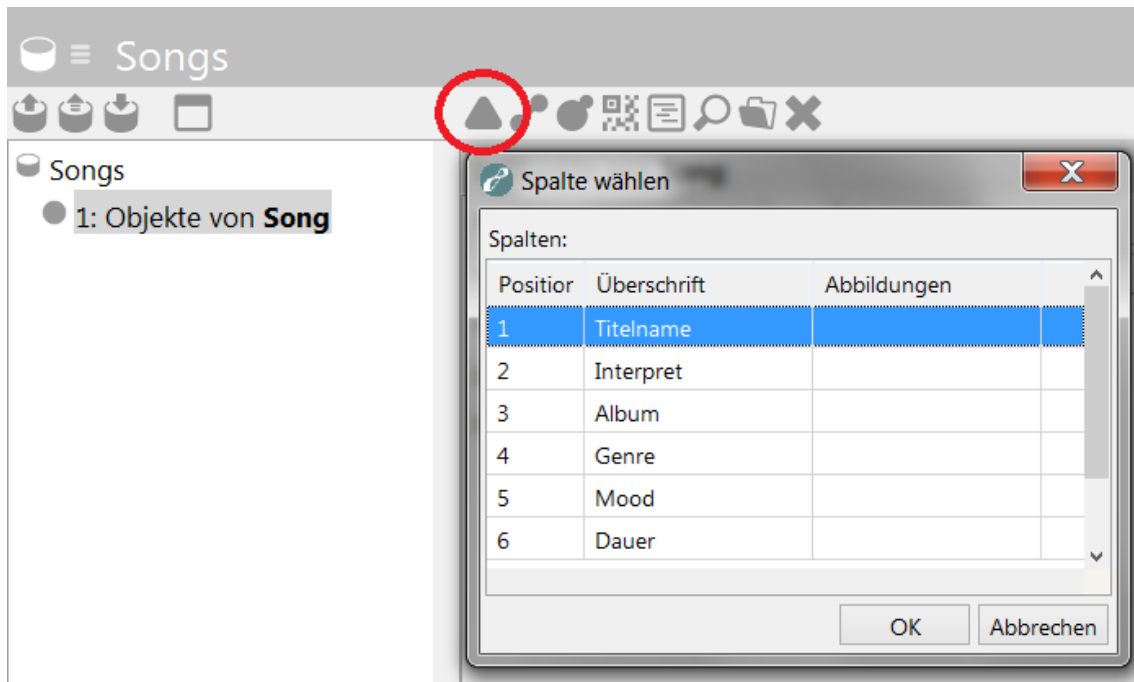 Songs
Songs
1: Objekte von Song
Spalte wählen
Spalten:
Position Überschrift Abbildungen
1 Titelname
2 Interpret
3 Album
4 Genre
5 Mood
6 Dauer
OK Abbrechen